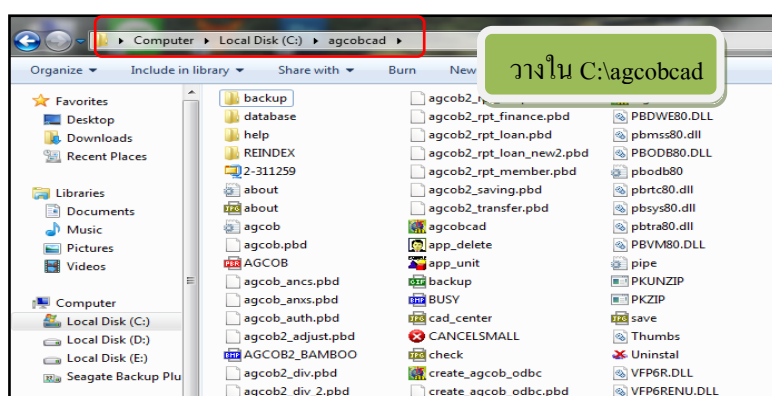 Computer ▸ Local Disk (C:) ▸ agcobcad ▸
วางใน C:\agcobcad
Organize Include in library Share with Burn New
Favorites
Desktop
Downloads
Recent Places
Libraries
Documents
Music
Pictures
Videos
Computer
Local Disk (C:)
Local Disk (D:)
Local Disk (E:)
Seagate Backup Plu
backup
database
help
REINDEX
2-311259
about
about
agcob
agcob.pbd
AGCOB
agcob_ancs.pbd
agcob_anxs.pbd
agcob_auth.pbd
agcob2_adjust.pbd
AGCOB2_BAMBOO
agcob2_div.pbd
agcob2_div_2.pbd
agcob2_rpt_finance.pbd
agcob2_rpt_loan.pbd
agcob2_rpt_loan_new2.pbd
agcob2_rpt_member.pbd
agcob2_saving.pbd
agcob2_transfer.pbd
agcobcad
app_delete
app_unit
backup
BUSY
cad_center
CANCELSMALL
check
create_agcob_odbc
create_agcob_odbc.pbd
PBDWE80.DLL
pbmss80.dll
PBODB80.DLL
pbodb80
pbrtc80.dll
pbsys80.dll
pbtra80.dll
PBVM80.DLL
pipe
PKUNZIP
PKZIP
save
Thumbs
Uninstal
VFP6R.DLL
VFP6RENU.DLL